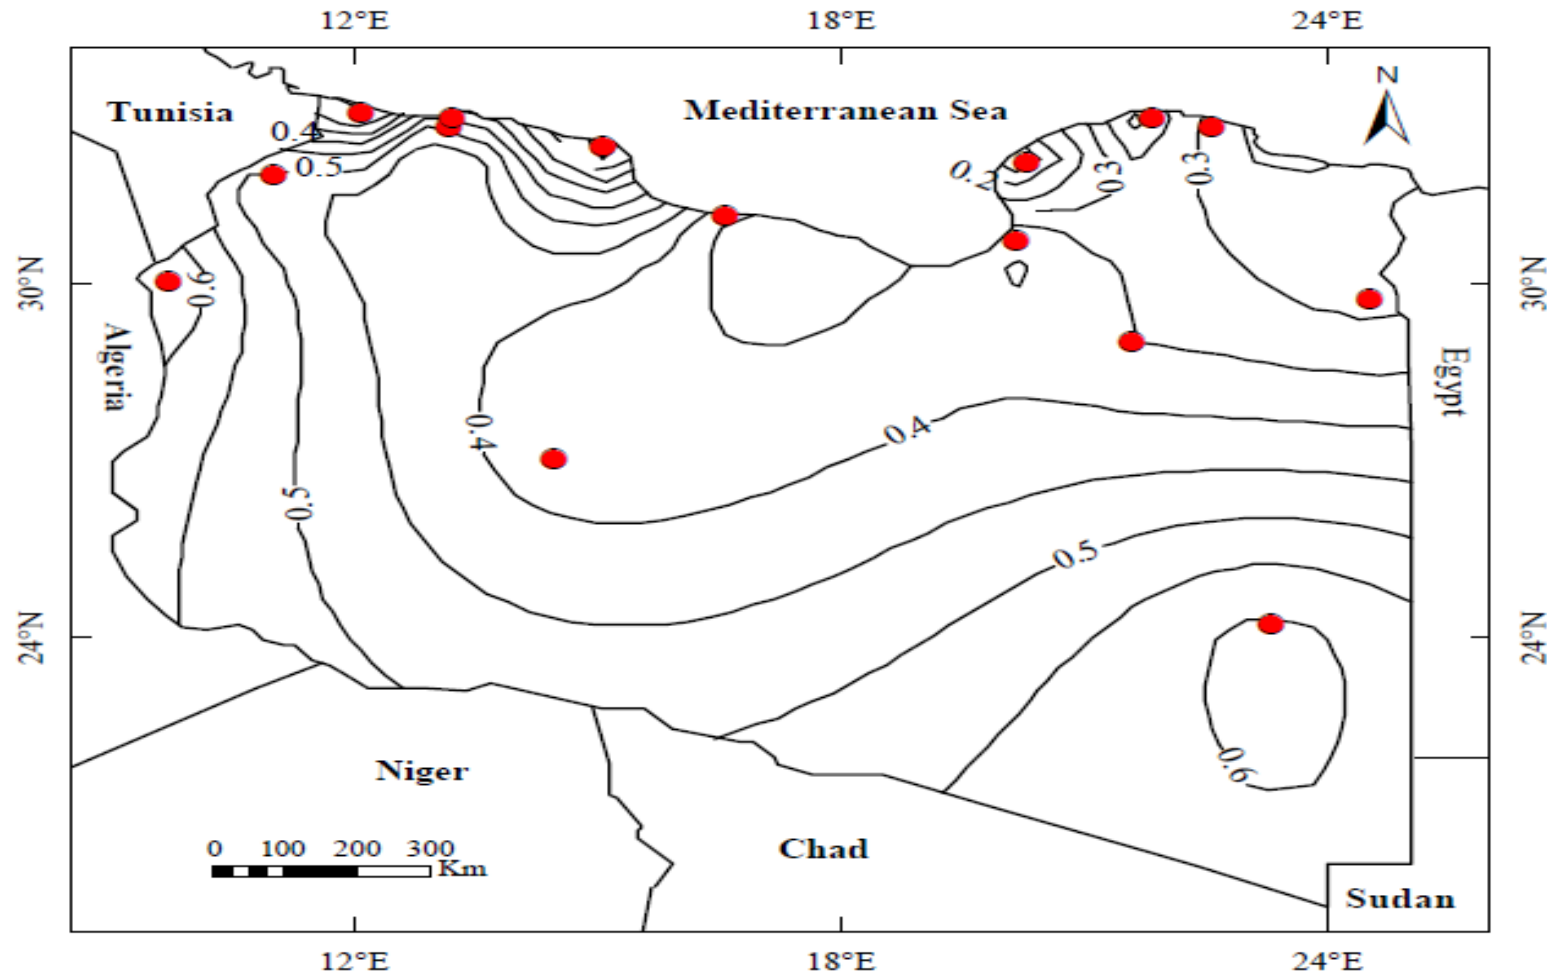 12°E 18°E 24°E
N
Tunisia Mediterranean Sea
0.4
0.5 0.2 0.3 0.3
30°N 0.6 30°N
Algeria Egypt
0.4 0.4
0.5
0.5
24°N 24°N
0.6
Niger
Chad
0 100 200 300
Km
Sudan
12°E 18°E 24°E